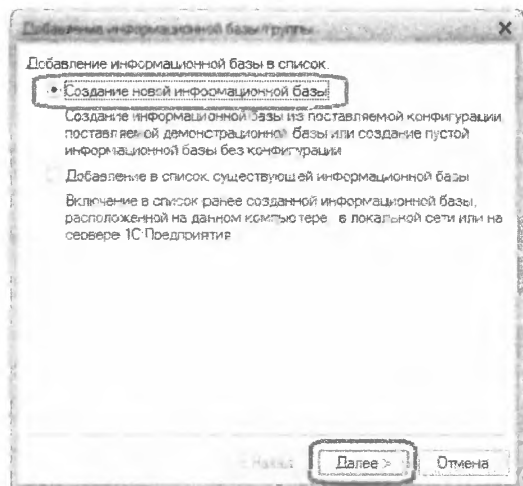 Добавление информационной базы/группы
Добавление информационной базы в список
Создание новой информационной базы
Создание информационной базы из поставляемой конфигурации
поставляемой демонстрационной базы или создание пустой
информационной базы без конфигурации
Добавление в список существующей информационной базы
Включение в список ранее созданной информационной базы,
расположенной на данном компьютере в локальной сети или на
сервере 1С:Предприятия
< Назад Далее > Отмена